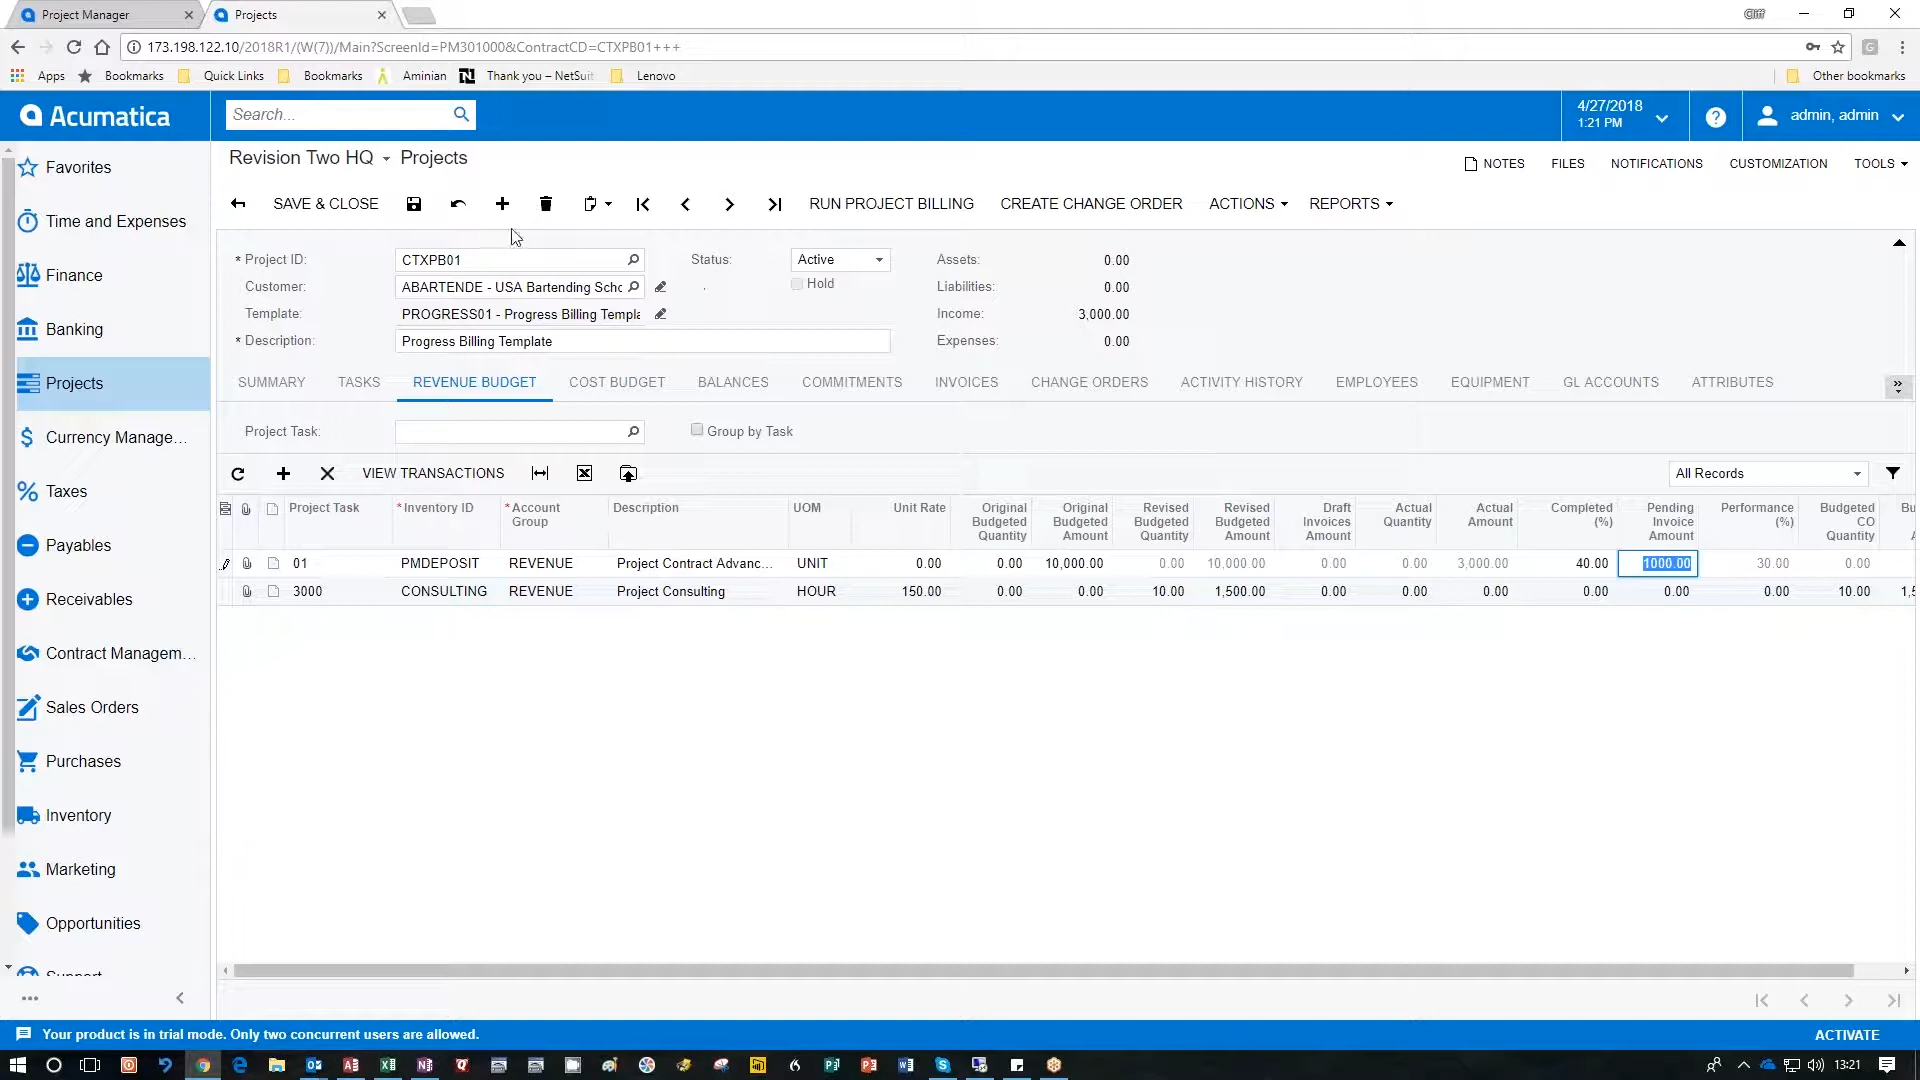 Project Manager
Projects
Cliff
173.198.122.10/2018R1/(W(7))/Main?ScreenId=PM301000&ContractCD=CTXPB01+++
Apps
Bookmarks
Quick Links
Bookmarks
Aminian
Thank you – NetSuit
Lenovo
Other bookmarks
Acumatica
Search...
4/27/2018
1:21 PM
admin, admin
Favorites
Time and Expenses
Finance
Banking
Projects
Currency Manage...
Taxes
Payables
Receivables
Contract Managem...
Sales Orders
Purchases
Inventory
Marketing
Opportunities
Support
Revision Two HQ Projects
NOTES FILES NOTIFICATIONS CUSTOMIZATION TOOLS
SAVE & CLOSE RUN PROJECT BILLING CREATE CHANGE ORDER ACTIONS REPORTS
* Project ID: CTXPB01 Status: Active Assets: 0.00
Customer: ABARTENDE - USA Bartending Scho Hold Liabilities: 0.00
Template: PROGRESS01 - Progress Billing Templa Income: 3,000.00
* Description: Progress Billing Template Expenses: 0.00
SUMMARY TASKS REVENUE BUDGET COST BUDGET BALANCES COMMITMENTS INVOICES CHANGE ORDERS ACTIVITY HISTORY EMPLOYEES EQUIPMENT GL ACCOUNTS ATTRIBUTES
Project Task: Group by Task
VIEW TRANSACTIONS All Records
Project Task
* Inventory ID
* Account Group
Description
UOM
Unit Rate
Original Budgeted Quantity
Original Budgeted Amount
Revised Budgeted Quantity
Revised Budgeted Amount
Draft Invoices Amount
Actual Quantity
Actual Amount
Completed (%)
Pending Invoice Amount
Performance (%)
Budgeted CO Quantity
01 PMDEPOSIT REVENUE Project Contract Advanc... UNIT 0.00 0.00 10,000.00 0.00 10,000.00 0.00 0.00 3,000.00 40.00 1000.00 30.00 0.00
3000 CONSULTING REVENUE Project Consulting HOUR 150.00 0.00 0.00 10.00 1,500.00 0.00 0.00 0.00 0.00 0.00 0.00 10.00
Your product is in trial mode. Only two concurrent users are allowed.
ACTIVATE
13:21